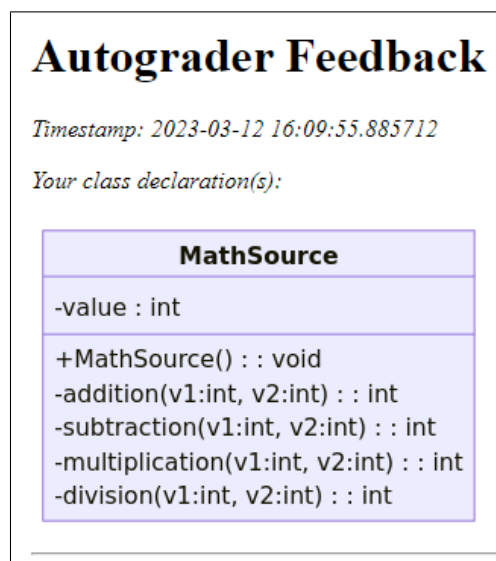 Autograder Feedback
Timestamp: 2023-03-12 16:09:55.885712
Your class declaration(s):
MathSource
-value : int
+MathSource() : : void
-addition(v1:int, v2:int) : : int
-subtraction(v1:int, v2:int) : : int
-multiplication(v1:int, v2:int) : : int
-division(v1:int, v2:int) : : int